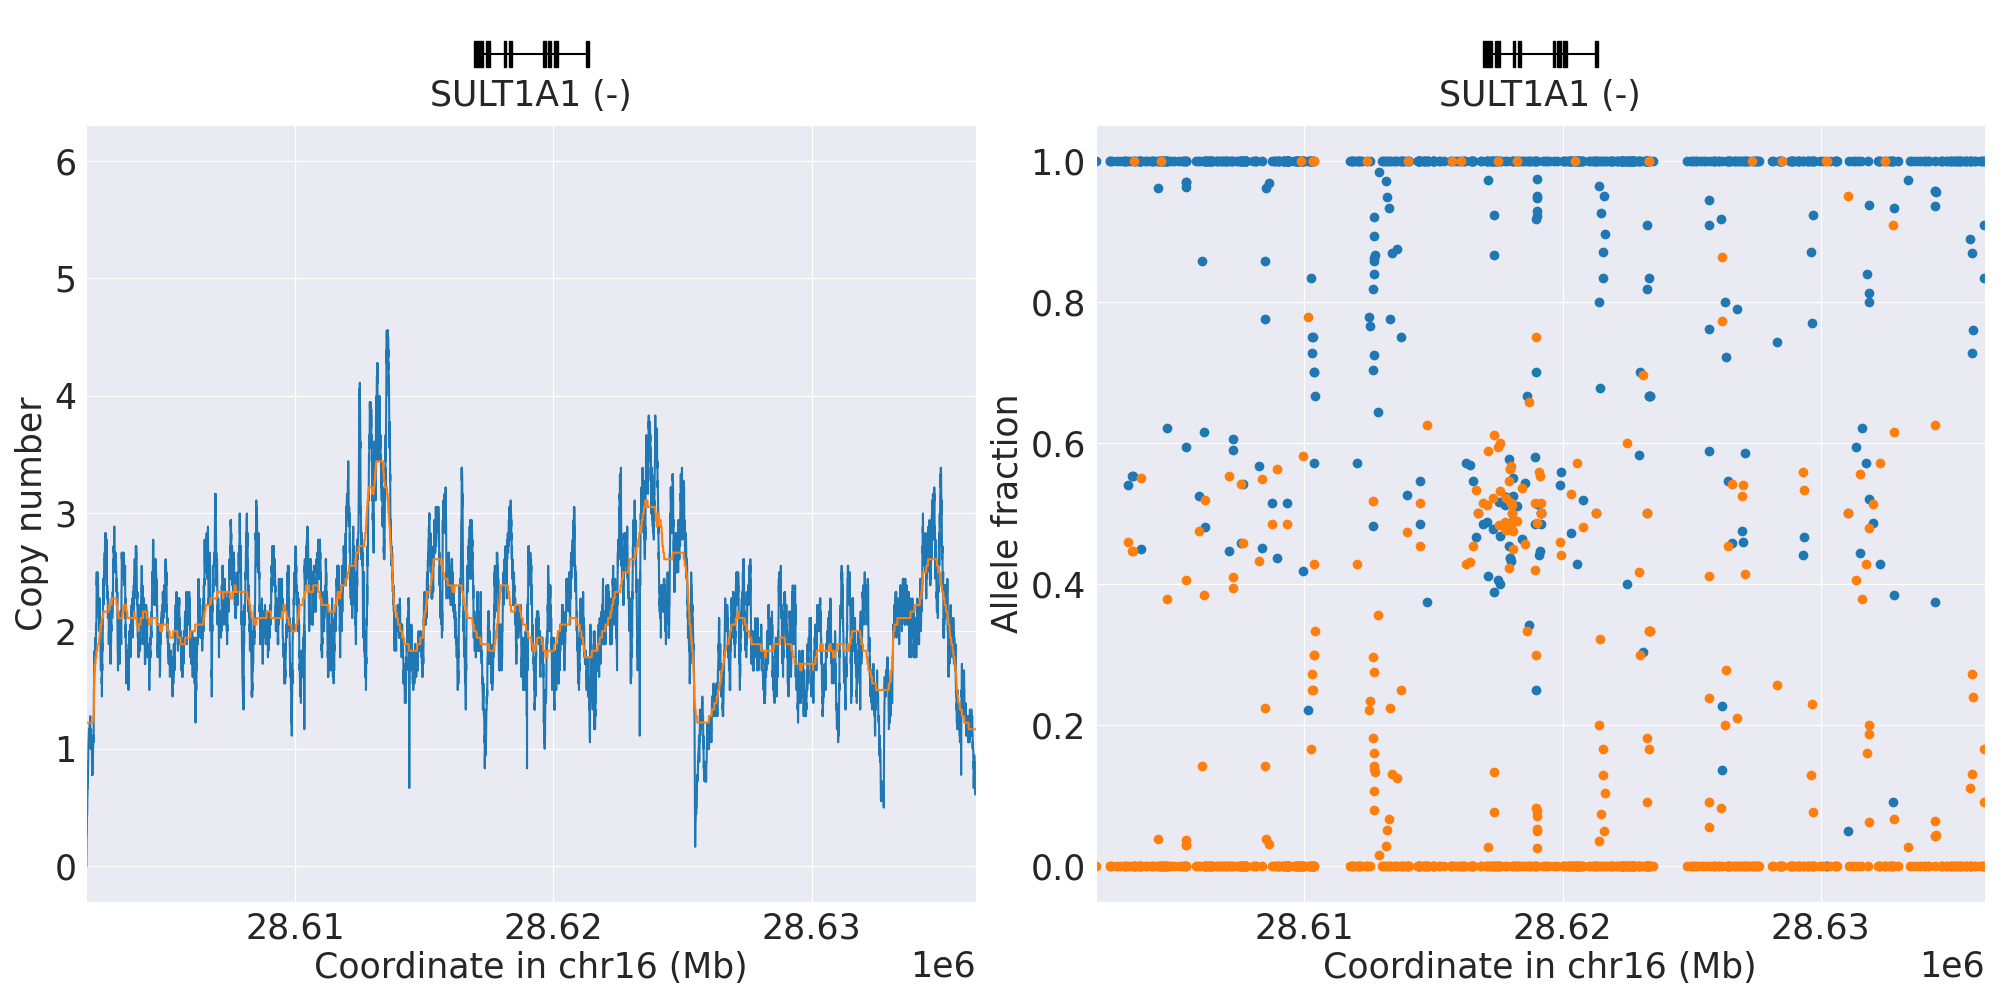 SULT1A1 (-)
6
5
4
3
2
1
0
Copy number
28.61
28.62
28.63
Coordinate in chr16 (Mb)
1e6
SULT1A1 (-)
1.0
0.8
0.6
0.4
0.2
0.0
Allele fraction
28.61
28.62
28.63
Coordinate in chr16 (Mb)
1e6